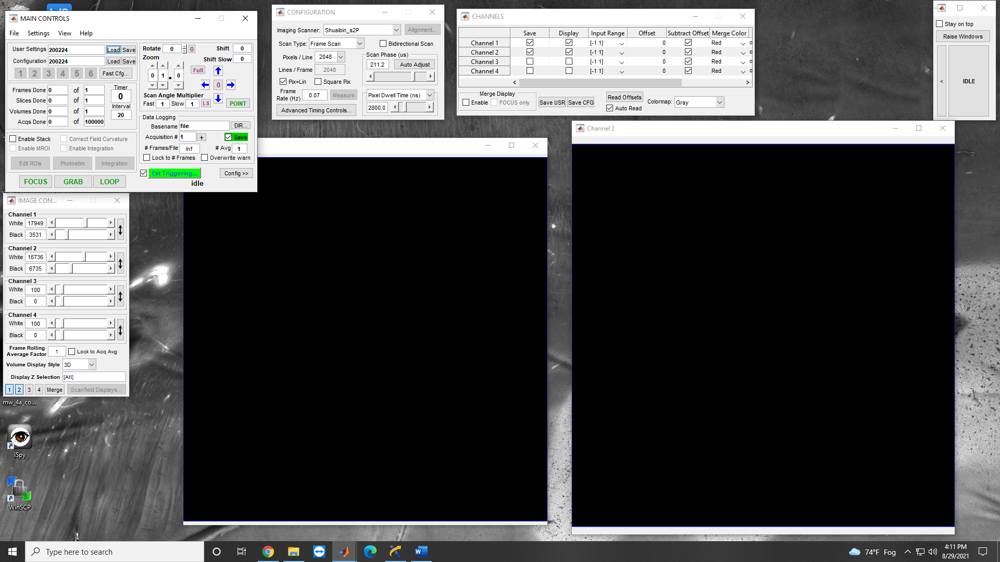 MAIN CONTROLS
File Settings View Help
User Settings 200224 Load Save
Configuration 200224 Load Save
1 2 3 4 5 6 Fast Cfg...
Frames Done 0 of 1
Slices Done 0 of 1
Volumes Done 0 of 1
Acqs Done 0 of 100000
Timer
0
Interval
20
Enable Stack Correct Field Curvature
Enable MROI Enable Integration
Edit ROIs Photostim Integration
FOCUS GRAB LOOP
Rotate 0 0 Shift 0
Zoom Shift Slow 0
0 1 . 0 Full
0
Scan Angle Multiplier
Fast 1 Slow 1 LS POINT
Data Logging
Basename file DIR...
Acquisition # 1 + Save
# Frames/File Inf # Avg 1
Lock to # Frames Overwrite warn
Ext Triggering... Config >>
idle
CONFIGURATION
Imaging Scanner: Shuaibin_s2P Alignment...
Scan Type: Frame Scan Bidirectional Scan
Pixels / Line 2048
Lines / Frame 2048
Pix=Lin Square Pix
Frame
Rate (Hz) 0.07 Measure
Advanced Timing Controls...
Scan Phase (us)
211.2 Auto Adjust
Pixel Dwell Time (ns)
2800.0
CHANNELS
Save Display Input Range Offset Subtract Offset Merge Color
Channel 1 [-1 1] 0 Red
Channel 2 [-1 1] 0 Red
Channel 3 [-1 1] 0 Red
Channel 4 [-1 1] 0 Red
Merge Display
Enable FOCUS only
Save USR Save CFG
Read Offsets
Auto Read
Colormap: Gray
Stay on top
Raise Windows
< IDLE
Channel 2
IMAGE CON...
Channel 1
White 17949
Black 3531
Channel 2
White 16736
Black 6735
Channel 3
White 100
Black 0
Channel 4
White 100
Black 0
Frame Rolling
Average Factor 1 Lock to Acq Avg
Volume Display Style 3D
Display Z Selection [All]
1 2 3 4 Merge Scanfield Displays...
mw_4a_co...
iSpy
WinSCP
Type here to search
74°F Fog
4:11 PM
8/29/2021